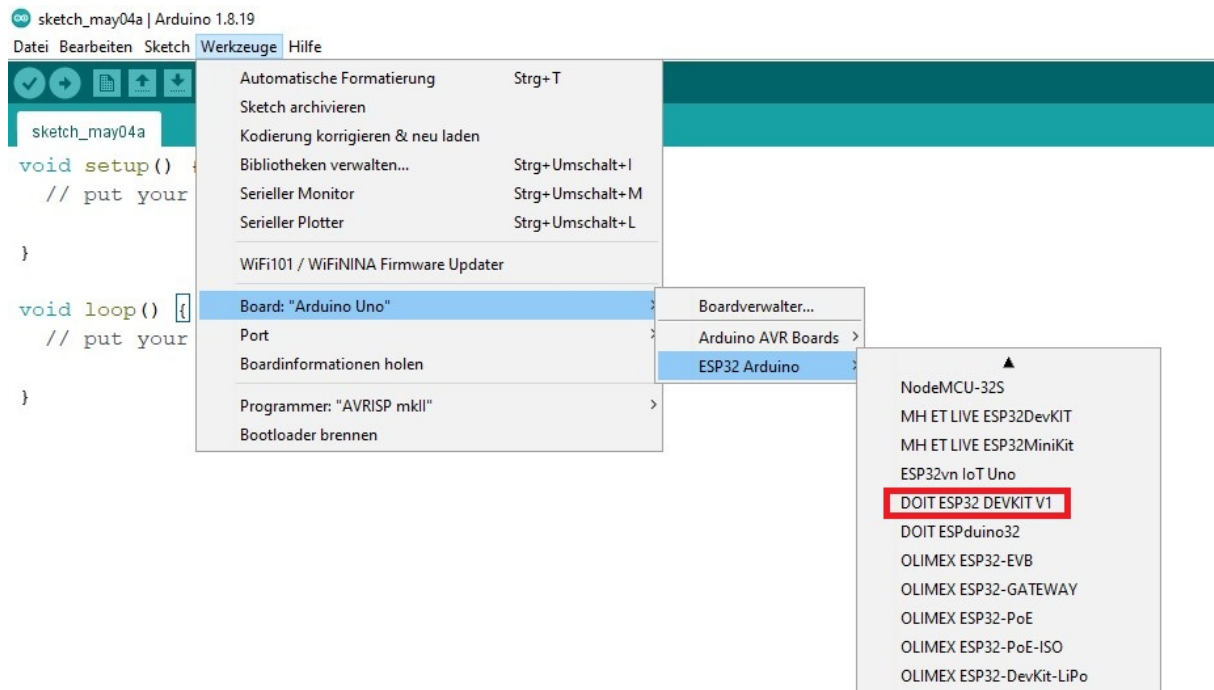 sketch_may04a | Arduino 1.8.19
Datei Bearbeiten Sketch Werkzeuge Hilfe
sketch_may04a
void setup() {
// put your
}
void loop() {
// put your
}
Automatische Formatierung Strg+T
Sketch archivieren
Kodierung korrigieren & neu laden
Bibliotheken verwalten... Strg+Umschalt+I
Serieller Monitor Strg+Umschalt+M
Serieller Plotter Strg+Umschalt+L
WiFi101 / WiFiNINA Firmware Updater
Board: "Arduino Uno"
Port
Boardinformationen holen
Programmer: "AVRISP mkII"
Bootloader brennen
Boardverwalter...
Arduino AVR Boards
ESP32 Arduino
NodeMCU-32S
MH ET LIVE ESP32DevKIT
MH ET LIVE ESP32MiniKit
ESP32vn IoT Uno
DOIT ESP32 DEVKIT V1
DOIT ESPduino32
OLIMEX ESP32-EVB
OLIMEX ESP32-GATEWAY
OLIMEX ESP32-PoE
OLIMEX ESP32-PoE-ISO
OLIMEX ESP32-DevKit-LiPo